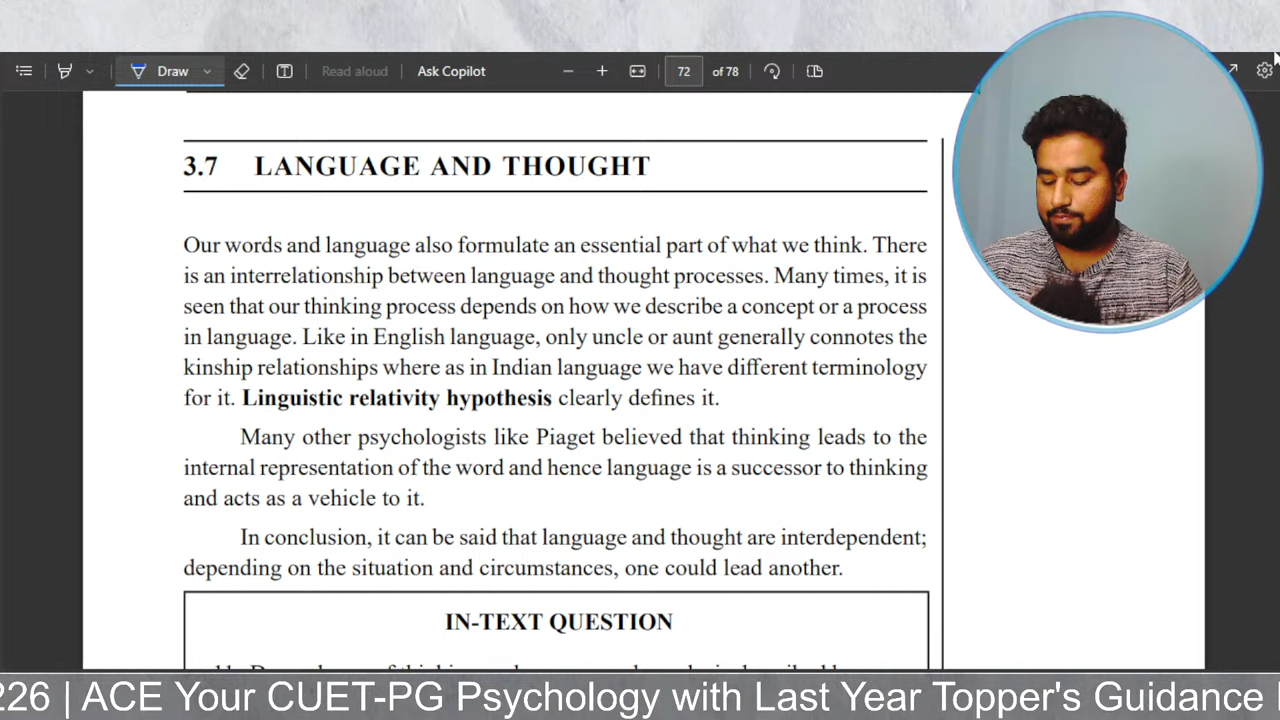 Draw
Read aloud
Ask Copilot
72
of 78
3.7 LANGUAGE AND THOUGHT
Our words and language also formulate an essential part of what we think. There
is an interrelationship between language and thought processes. Many times, it is
seen that our thinking process depends on how we describe a concept or a process
in language. Like in English language, only uncle or aunt generally connotes the
kinship relationships where as in Indian language we have different terminology
for it. Linguistic relativity hypothesis clearly defines it.
Many other psychologists like Piaget believed that thinking leads to the
internal representation of the word and hence language is a successor to thinking
and acts as a vehicle to it.
In conclusion, it can be said that language and thought are interdependent;
depending on the situation and circumstances, one could lead another.
IN-TEXT QUESTION
226 | ACE Your CUET-PG Psychology with Last Year Topper's Guidance